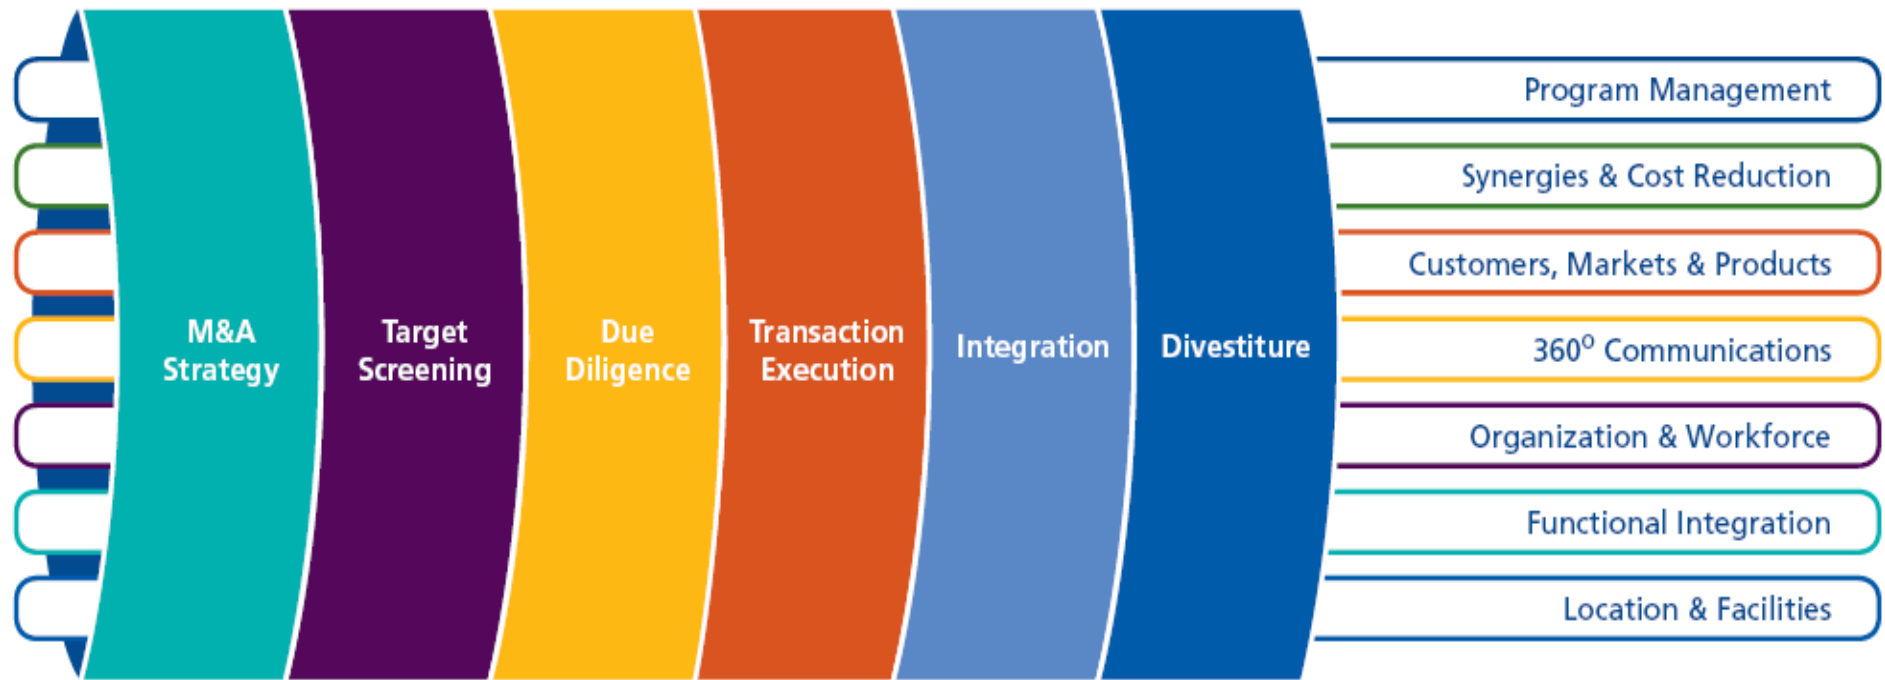 M&A
Strategy
Target
Screening
Due
Diligence
Transaction
Execution
Integration
Divestiture
Program Management
Synergies & Cost Reduction
Customers, Markets & Products
360⁰ Communications
Organization & Workforce
Functional Integration
Location & Facilities